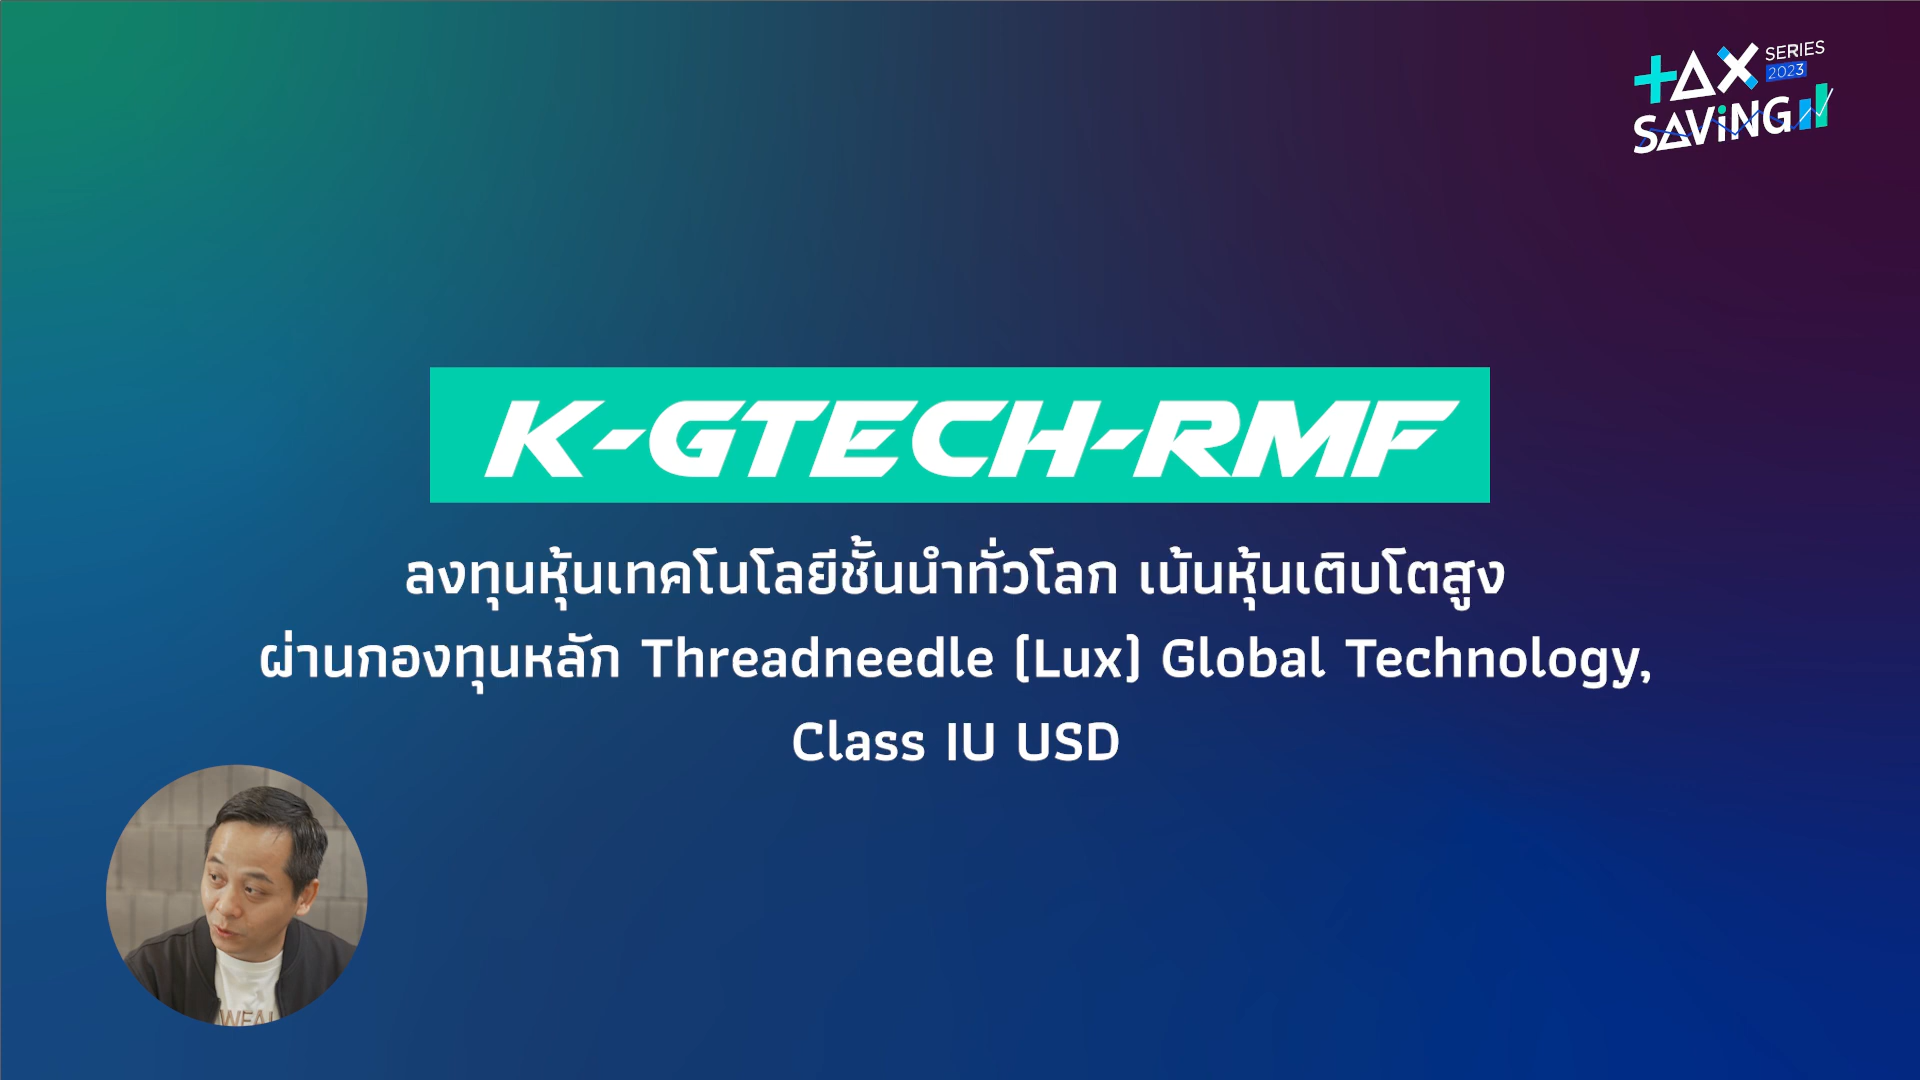 TAX SERIES
2023
SAViNG
K-GTECH-RMF
ลงทุนหุ้นเทคโนโลยีชั้นนำทั่วโลก เน้นหุ้นเติบโตสูง
ผ่านกองทุนหลัก Threadneedle (Lux) Global Technology,
Class IU USD